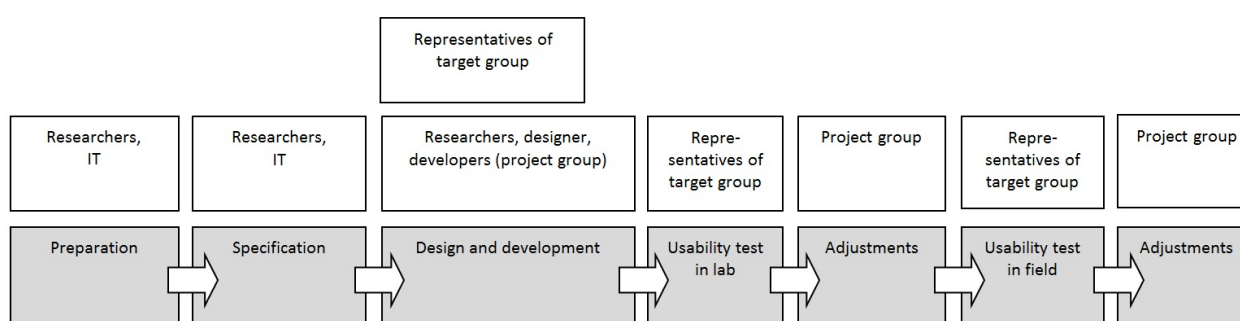 Representatives of
target group
Researchers,
IT
Researchers,
IT
Researchers, designer,
developers (project group)
Repre-
sentatives of
target group
Project group
Repre-
sentatives of
target group
Project group
Preparation
Specification
Design and development
Usability test
in lab
Adjustments
Usability test
in field
Adjustments